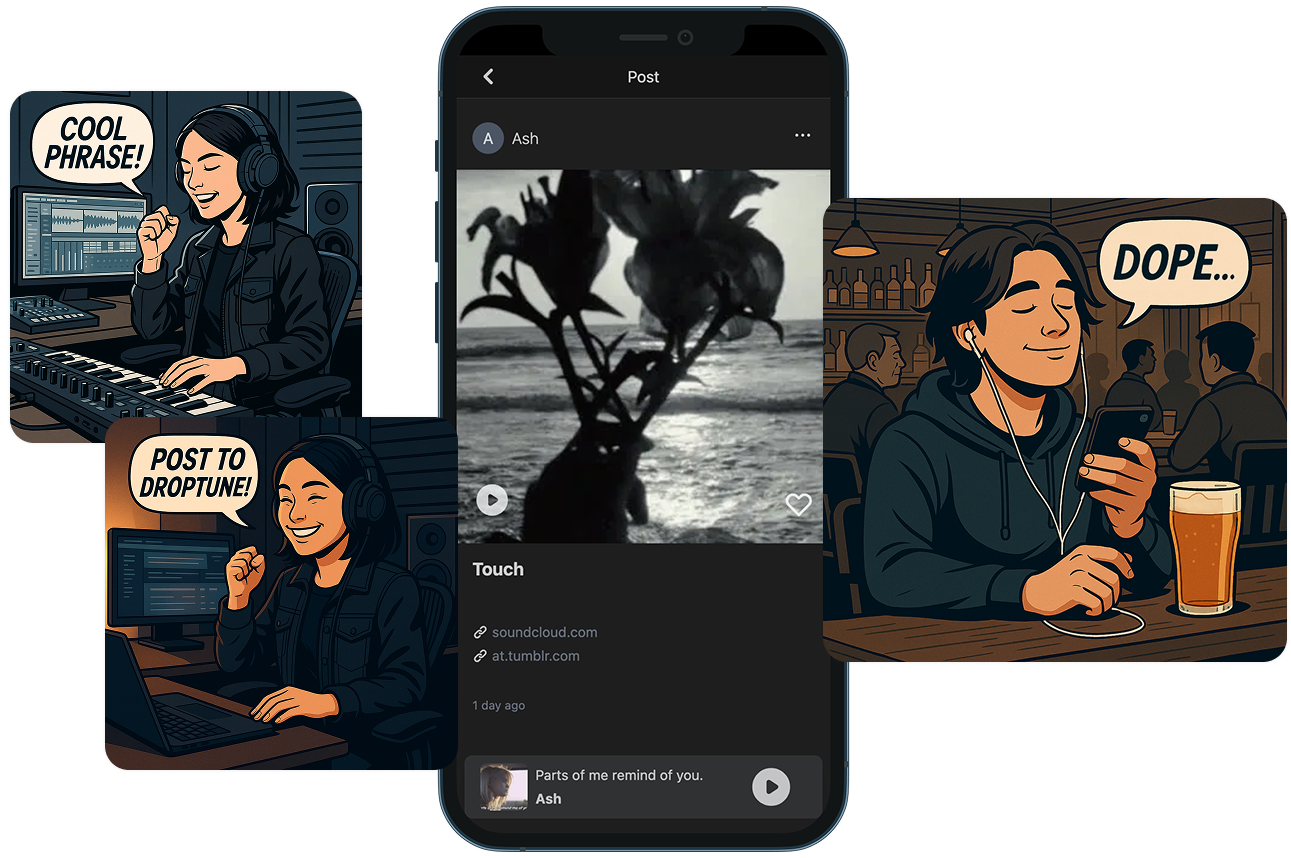 COOL
PHRASE!
POST TO
DROPTUNE!
Post
A
Ash
Touch
soundcloud.com
at.tumblr.com
1 day ago
Parts of me remind of you.
Ash
DOPE...